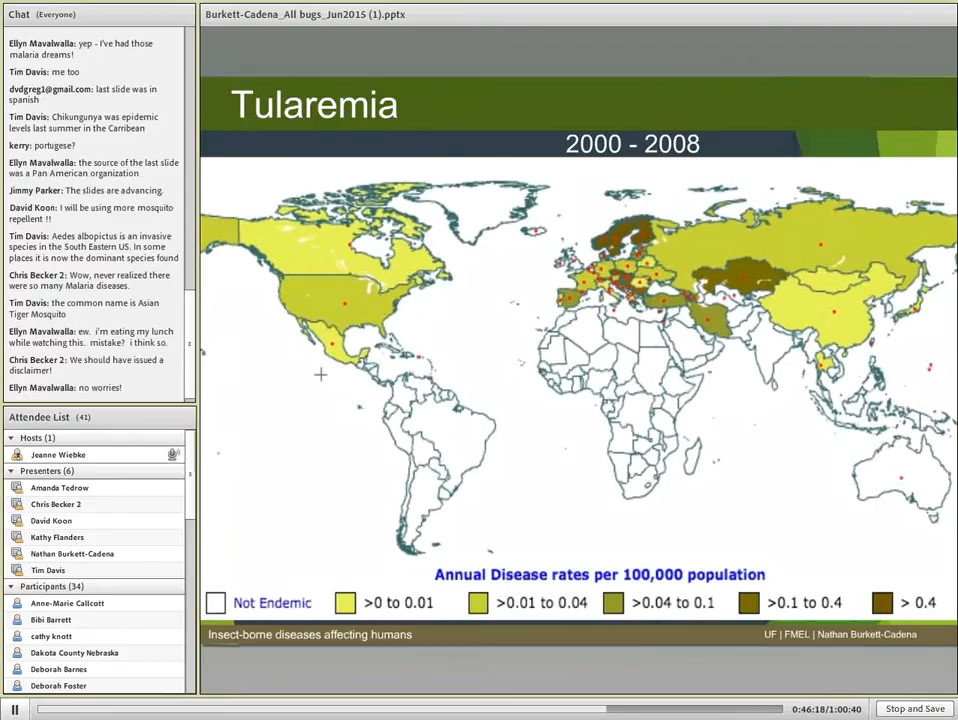 Chat (Everyone)
Ellyn Mavalwalla: yep - I've had those
malaria dreams!
Tim Davis: me too
dvdgreg1@gmail.com: last slide was in
spanish
Tim Davis: Chikungunya was epidemic
levels last summer in the Carribean
kerry: portugese?
Ellyn Mavalwalla: the source of the last slide
was a Pan American organization
Jimmy Parker: The slides are advancing.
David Koon: I will be using more mosquito
repellent !!
Tim Davis: Aedes albopictus is an invasive
species in the South Eastern US. In some
places it is now the dominant species found
Chris Becker 2: Wow, never realized there
were so many Malaria diseases.
Tim Davis: the common name is Asian
Tiger Mosquito
Ellyn Mavalwalla: ew.  i'm eating my lunch
while watching this.  mistake?  i think so.
Chris Becker 2: We should have issued a
disclaimer!
Ellyn Mavalwalla: no worries!
Attendee List (41)
Hosts (1)
Jeanne Wiebke
Presenters (6)
Amanda Tedrow
Chris Becker 2
David Koon
Kathy Flanders
Nathan Burkett-Cadena
Tim Davis
Participants (34)
Anne-Marie Callcott
Bibi Barrett
cathy knott
Dakota County Nebraska
Deborah Barnes
Deborah Foster
Burkett-Cadena_All bugs_Jun2015 (1).pptx
Tularemia
2000 - 2008
Annual Disease rates per 100,000 population
Not Endemic >0 to 0.01 >0.01 to 0.04 >0.04 to 0.1 >0.1 to 0.4 > 0.4
Insect-borne diseases affecting humans UF | FMEL | Nathan Burkett-Cadena
0:46:18/1:00:40 Stop and Save